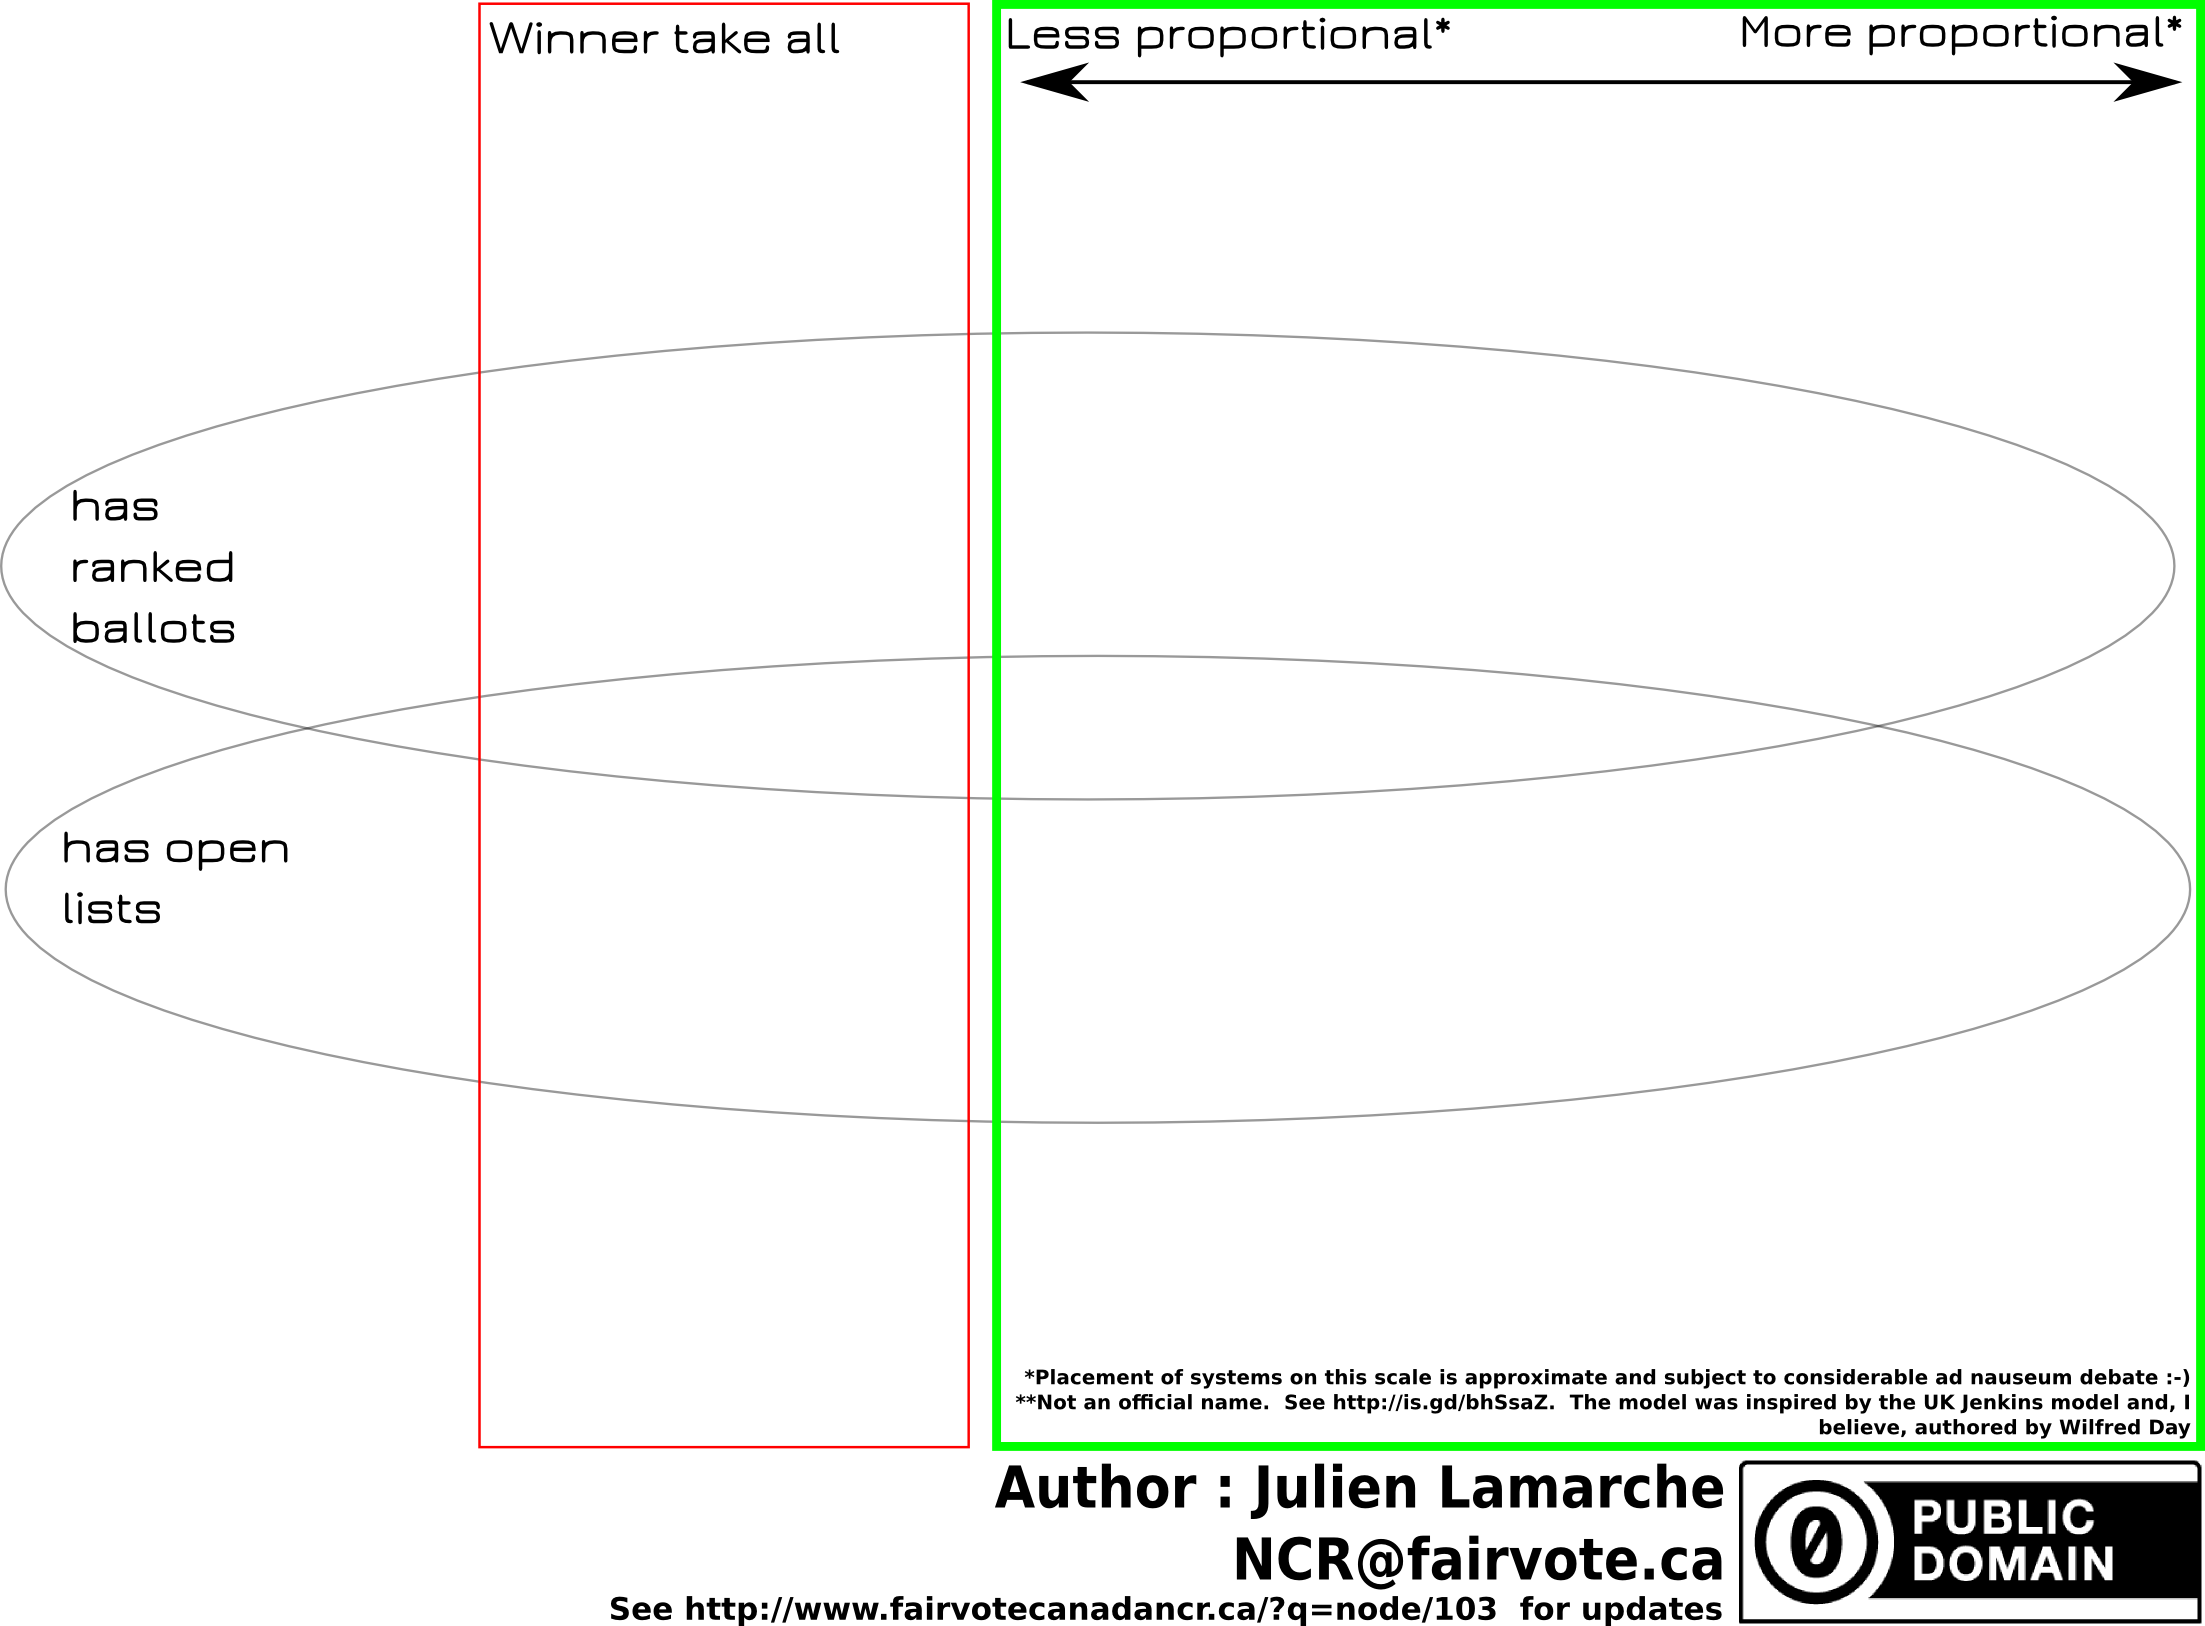 Winner take all
Less proportional*
More proportional*
has
ranked
ballots
has open
lists
*Placement of systems on this scale is approximate and subject to considerable ad nauseum debate :-)
**Not an official name.  See http://is.gd/bhSsaZ.  The model was inspired by the UK Jenkins model and, I
believe, authored by Wilfred Day
Author : Julien Lamarche
NCR@fairvote.ca
See http://www.fairvotecanadancr.ca/?q=node/103  for updates
0 PUBLIC
DOMAIN